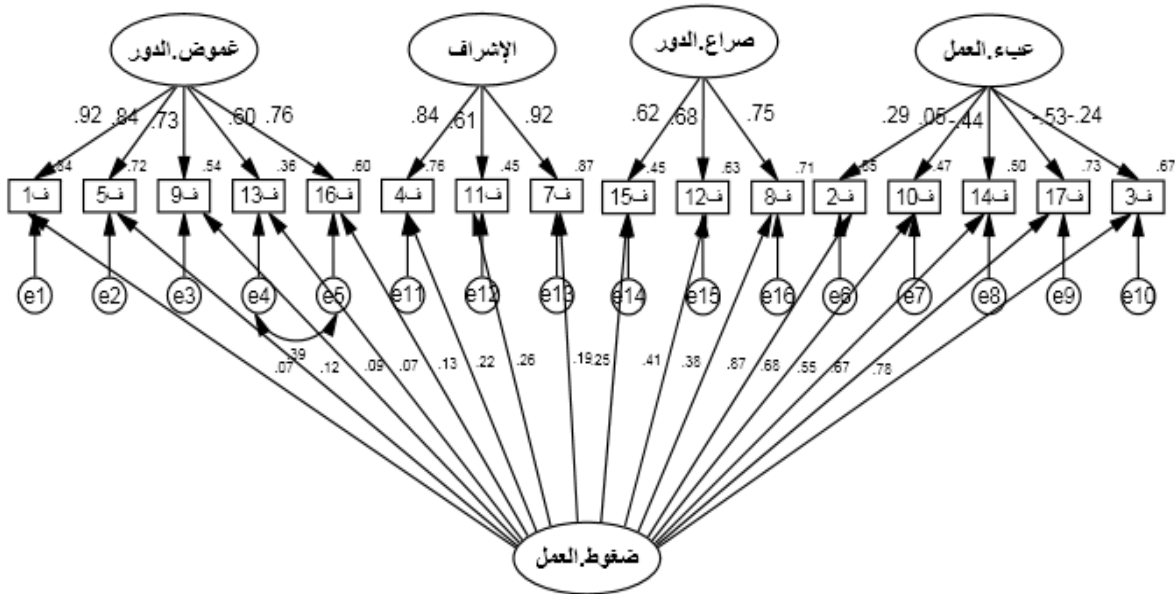 غموض.الدور الإشراف صراع.الدور عبء.العمل
.92 .84 .73 .60 .76 .84 .61 .92 .62 .68 .75 .29 .05 -.44 -.53 -.24
.72 .54 .36 .60 .76 .45 .87 .45 .63 .71 .47 .50 .73 .67
ف1 ف5 ف9 ف13 ف16 ف4 ف11 ف7 ف15 ف12 ف8 ف2 ف10 ف14 ف17 ف3
e1 e2 e3 e4 e5 e11 e12 e13 e14 e15 e16 e6 e7 e8 e9 e10
.07 .39 .12 .09 .07 .13 .22 .26 .19 .25 .41 .38 .87 .68 .55 .67 .78
ضغوط.العمل